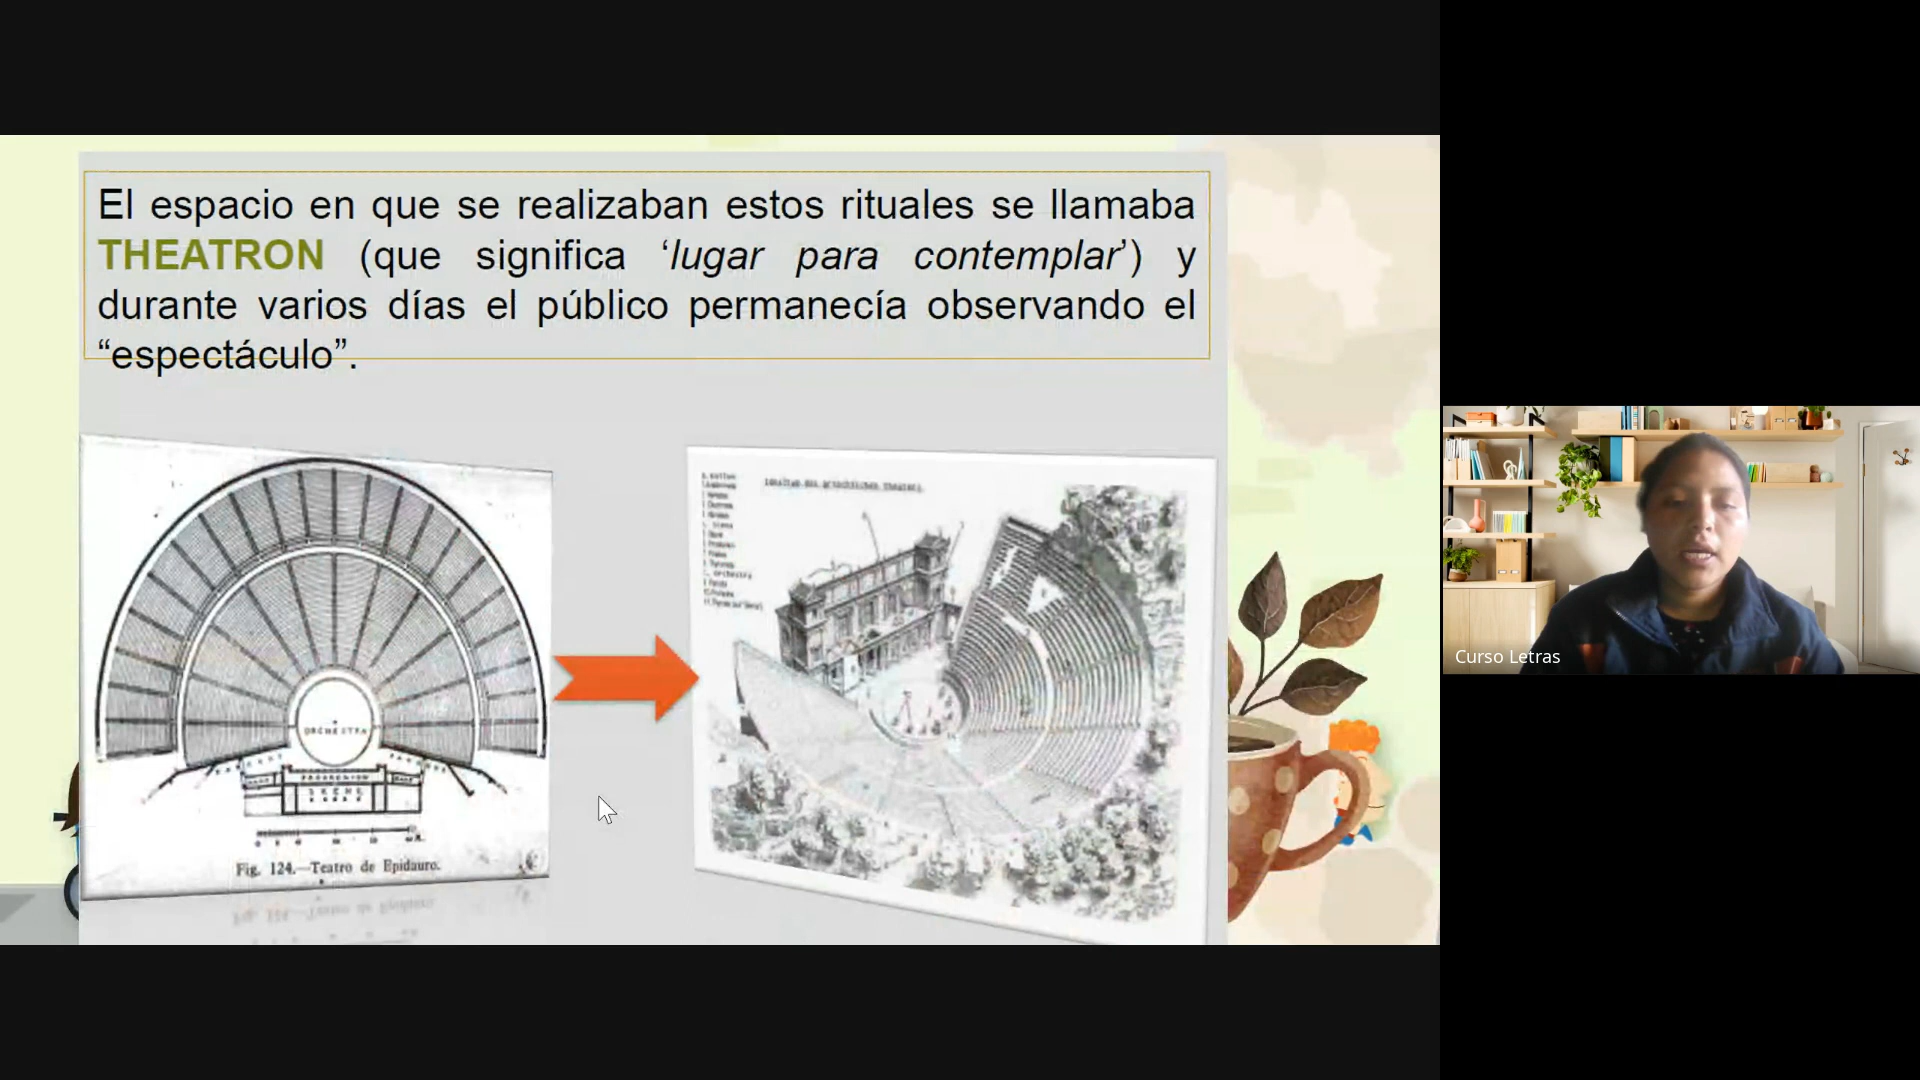 El espacio en que se realizaban estos rituales se llamaba
THEATRON (que significa ‘lugar para contemplar’) y
durante varios días el público permanecía observando el
“espectáculo”.
ORCHESTRA
PROSKENION
SKENE
Fig. 124.—Teatro de Epidauro.
Curso Letras